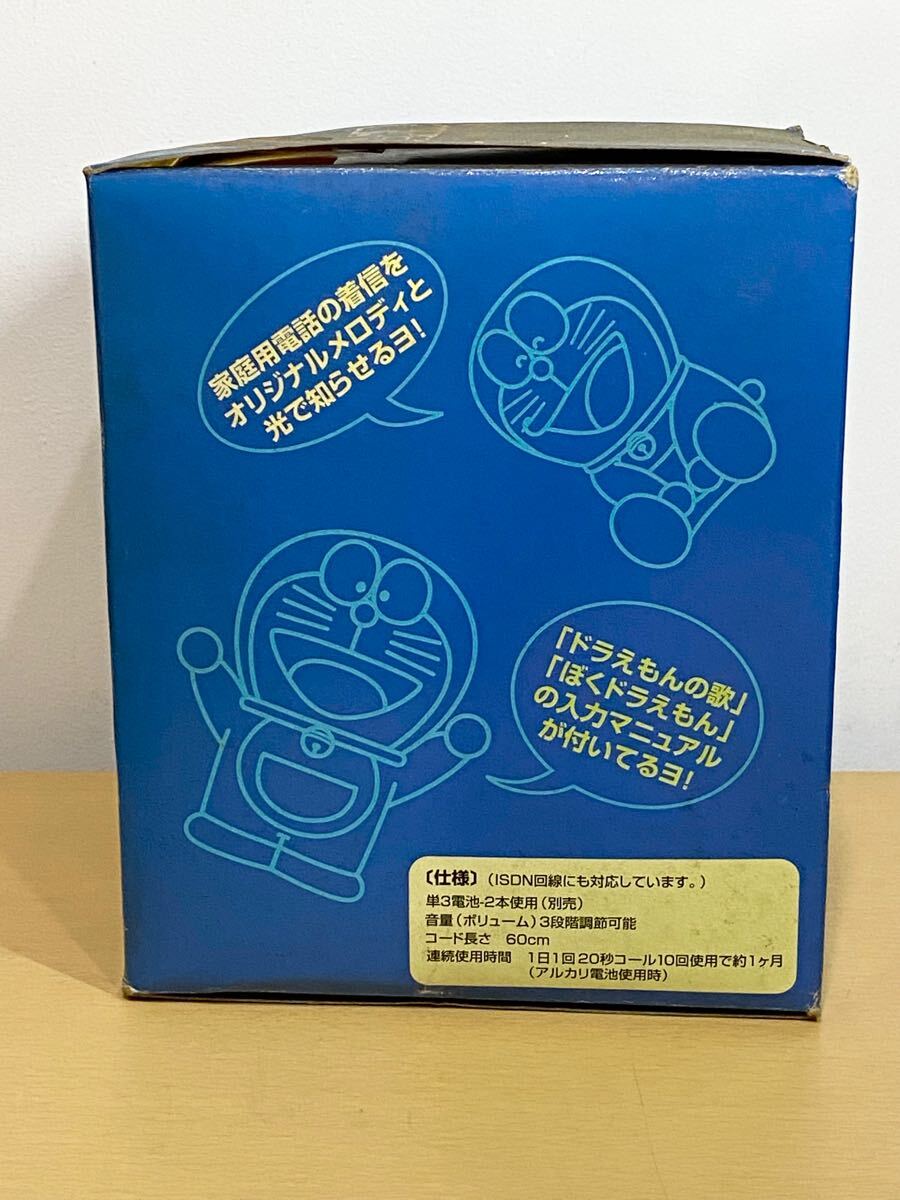 家庭用電話の着信を
オリジナルメロディと
光で知らせるヨ!
「ドラえもんの歌」
「ぼくドラえもん」
の入力マニュアル
が付いてるヨ!
〔仕様〕(ISDN回線にも対応しています。)
単3電池-2本使用(別売)
音量(ボリューム)3段階調節可能
コード長さ 60cm
連続使用時間 1日1回20秒コール10回使用で約1ヶ月
(アルカリ電池使用時)